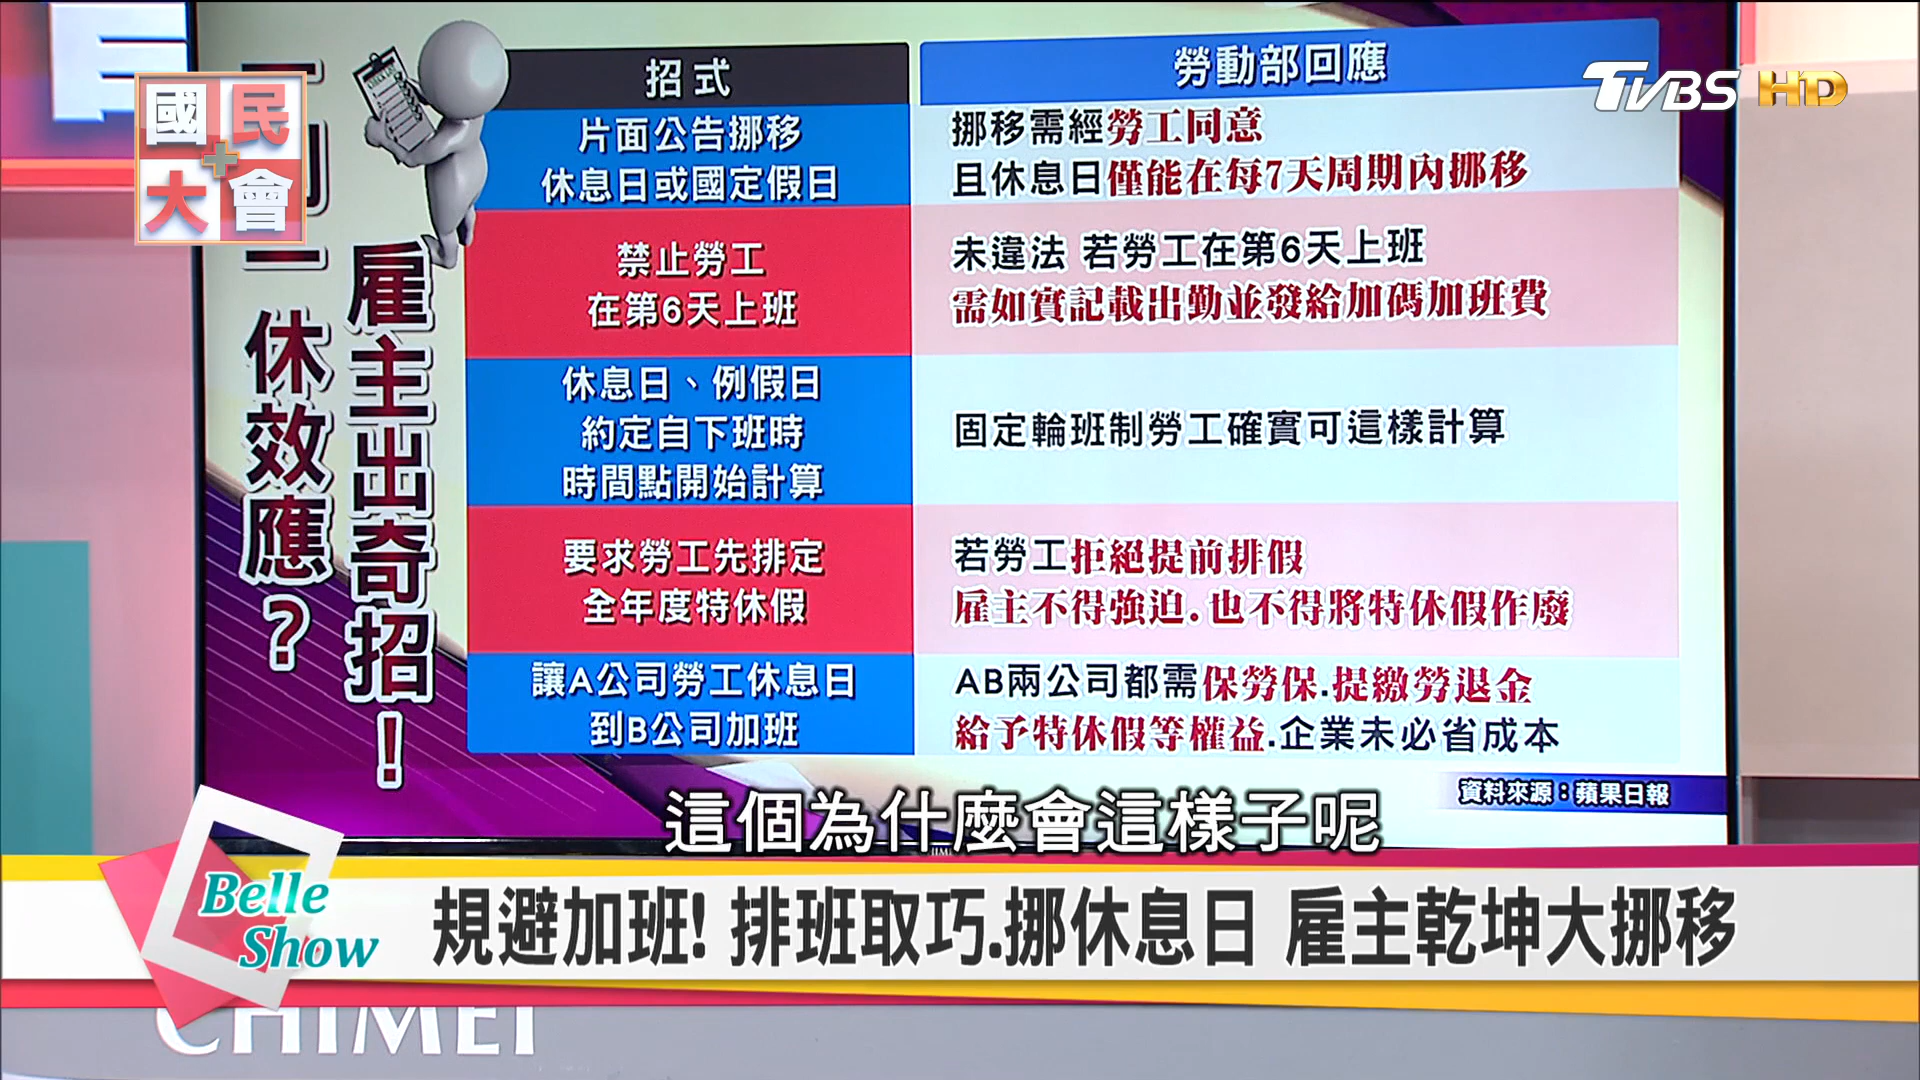 國民
大會
TVBS HD
一例一休效應?
雇主出奇招!
招式
勞動部回應
片面公告挪移
休息日或國定假日
挪移需經勞工同意
且休息日僅能在每7天周期內挪移
禁止勞工
在第6天上班
未違法 若勞工在第6天上班
需如實記載出勤並發給加碼加班費
休息日、例假日
約定自下班時
時間點開始計算
固定輪班制勞工確實可這樣計算
要求勞工先排定
全年度特休假
若勞工拒絕提前排假
雇主不得強迫.也不得將特休假作廢
讓A公司勞工休息日
到B公司加班
AB兩公司都需保勞保.提繳勞退金
給予特休假等權益.企業未必省成本
資料來源:蘋果日報
這個為什麼會這樣子呢
Belle
Show
規避加班! 排班取巧.挪休息日 雇主乾坤大挪移
CHIMEI